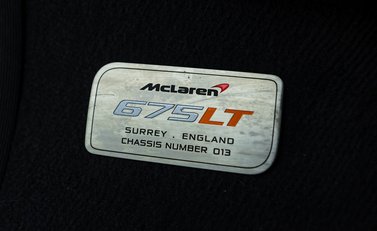 McLaren
675LT
SURREY . ENGLAND
CHASSIS NUMBER 013